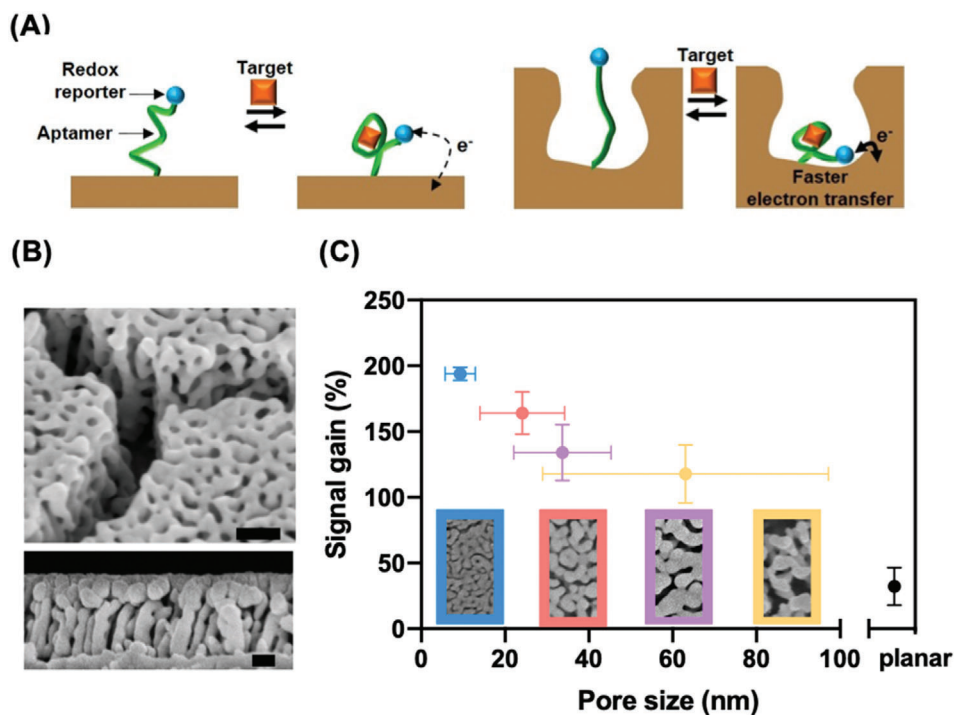 (A)
Redox
reporter
Aptamer
Target
e-
Target
e-
Faster
electron transfer
(B)
(C)
Signal gain (%)
250
200
150
100
50
0
0
20
40
60
80
100
planar
Pore size (nm)